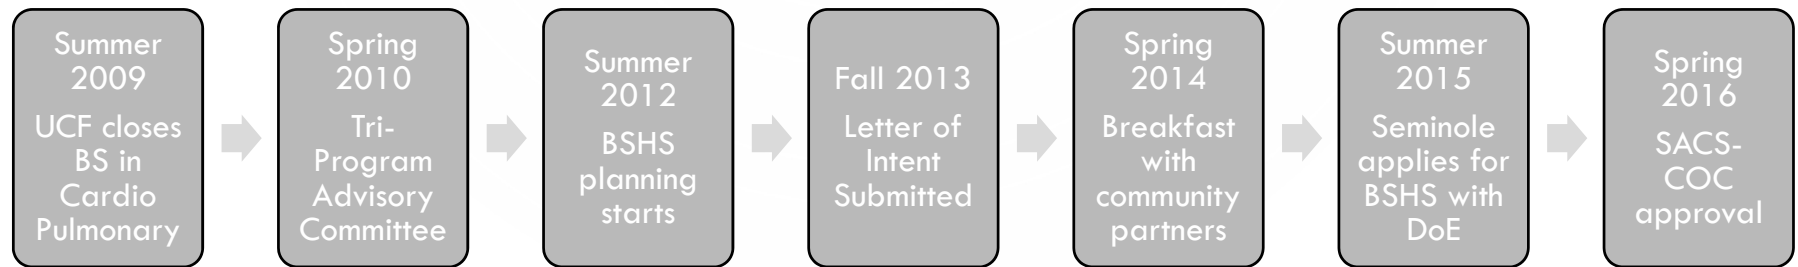 Summer
2009
UCF closes
BS in
Cardio
Pulmonary
Spring
2010
Tri-
Program
Advisory
Committee
Summer
2012
BSHS
planning
starts
Fall 2013
Letter of
Intent
Submitted
Spring
2014
Breakfast
with
community
partners
Summer
2015
Seminole
applies for
BSHS with
DoE
Spring
2016
SACS-
COC
approval